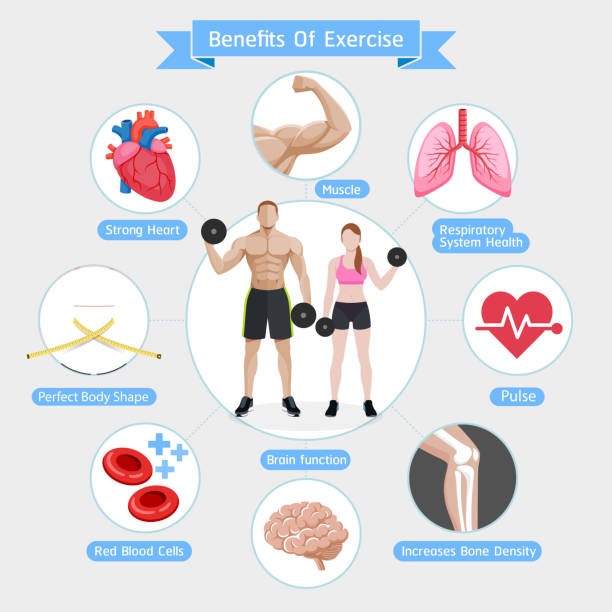 Benefits Of Exercise
Muscle
Strong Heart
Respiratory
System Health
Perfect Body Shape
Pulse
Brain function
Red Blood Cells
Increases Bone Density